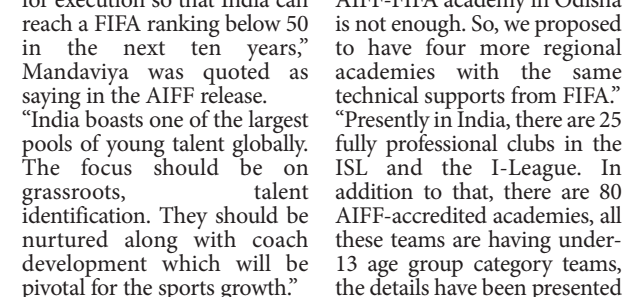 for execution so that India can
reach a FIFA ranking below 50
in the next ten years,”
Mandaviya was quoted as
saying in the AIFF release.
“India boasts one of the largest
pools of young talent globally.
The focus should be on
grassroots, talent
identification. They should be
nurtured along with coach
development which will be
pivotal for the sports growth.”
AIFF-FIFA academy in Odisha
is not enough. So, we proposed
to have four more regional
academies with the same
technical supports from FIFA.”
“Presently in India, there are 25
fully professional clubs in the
ISL and the I-League. In
addition to that, there are 80
AIFF-accredited academies, all
these teams are having under-
13 age group category teams,
the details have been presented